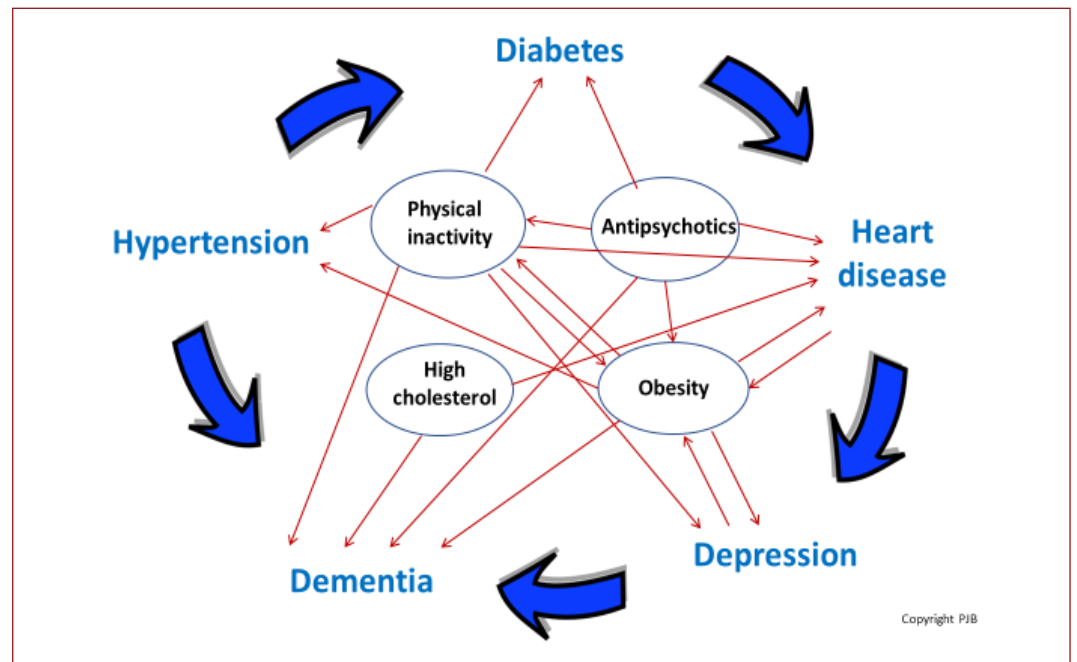 Diabetes
Physical
inactivity
Antipsychotics
Hypertension
Heart
disease
High
cholesterol
Obesity
Depression
Dementia
Copyright PJB